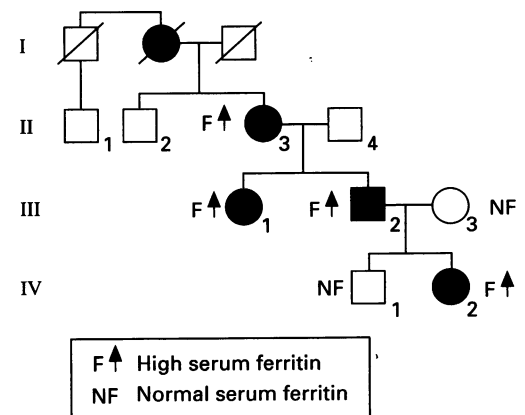 I
II
1
2
F
3
4
III
F
1
F
2
3
NF
IV
NF
1
2
F
F High serum ferritin
NF Normal serum ferritin